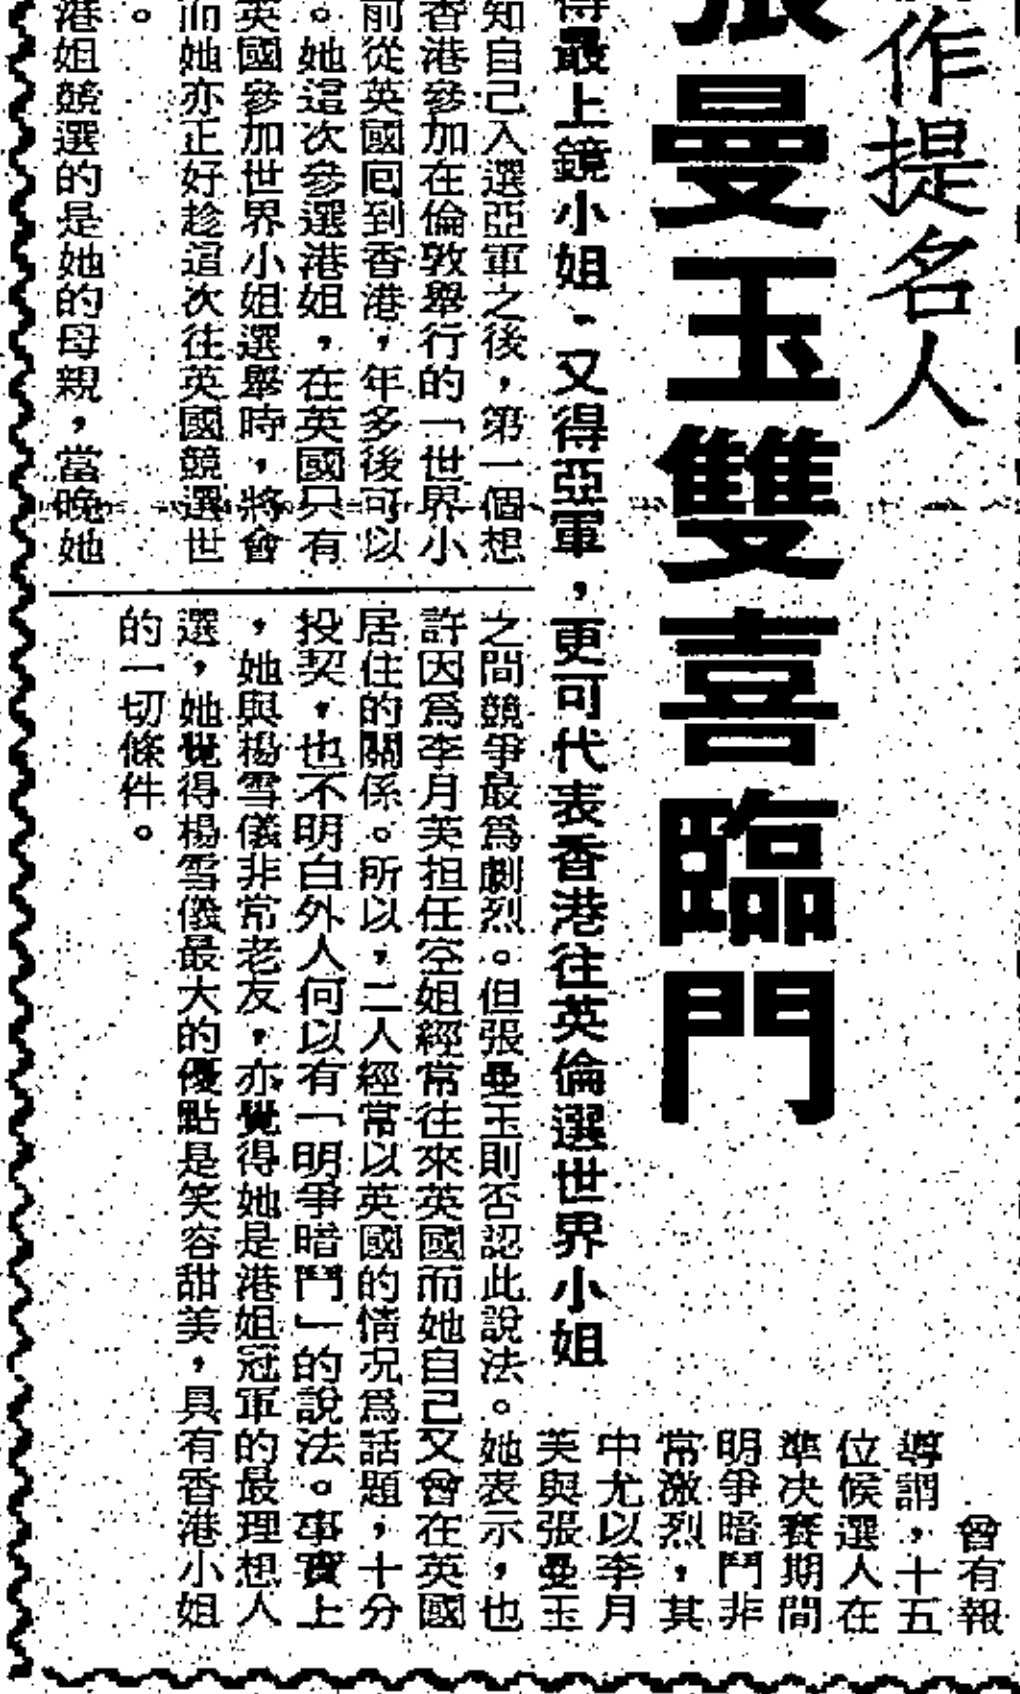 作提名人
張曼玉雙喜臨門
得最上鏡小姐、又得亞軍，更可代表香港往英倫選世界小姐
知自己入選亞軍之後，第一個想
香港參加在倫敦舉行的「世界小
前從英國回到香港，年多後可以
。她這次參選港姐，在英國只有
英國參加世界小姐選舉時，將會
而她亦正好趁這次往英國競選世
。
港姐競選的是她的母親，當晚她
曾有報
導謂，十五
位候選人在
準決賽期間
明爭暗鬥非
常激烈，其
中尤以李月
英與張曼玉
之間競爭最為劇烈。但張曼玉則否認此說法。她表示，也
許因為李月英担任空姐經常往來英國而她自己又曾在英國
居住的關係。所以，二人經常以英國的情況為話題，十分
投契，也不明白外人何以有「明爭暗鬥」的說法。事實上
，她與楊雪儀非常老友，亦覺得她是港姐冠軍的最理想人
選，她覺得楊雪儀最大的優點是笑容甜美，具有香港小姐
的一切條件。